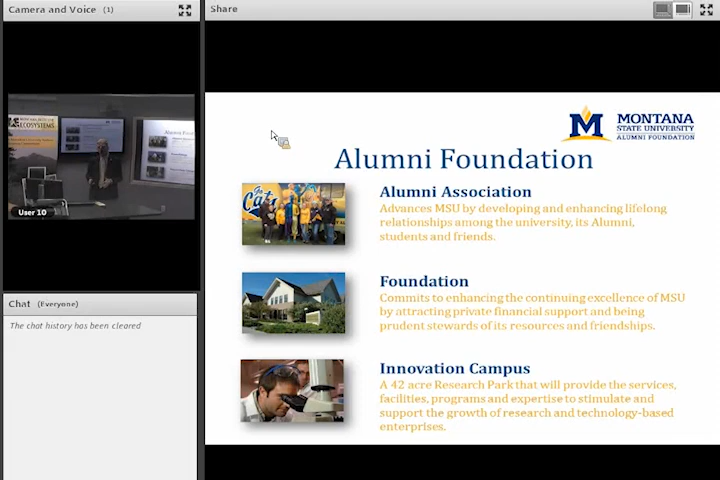 Camera and Voice (1)
Share
ECOSYSTEMS
User 10
M MONTANA
STATE UNIVERSITY
ALUMNI FOUNDATION
Alumni Foundation
Go
Cats
Alumni Association
Advances MSU by developing and enhancing lifelong
relationships among the university, its Alumni,
students and friends.
Foundation
Commits to enhancing the continuing excellence of MSU
by attracting private financial support and being
prudent stewards of its resources and friendships.
Innovation Campus
A 42 acre Research Park that will provide the services,
facilities, programs and expertise to stimulate and
support the growth of research and technology-based
enterprises.
Chat (Everyone)
The chat history has been cleared